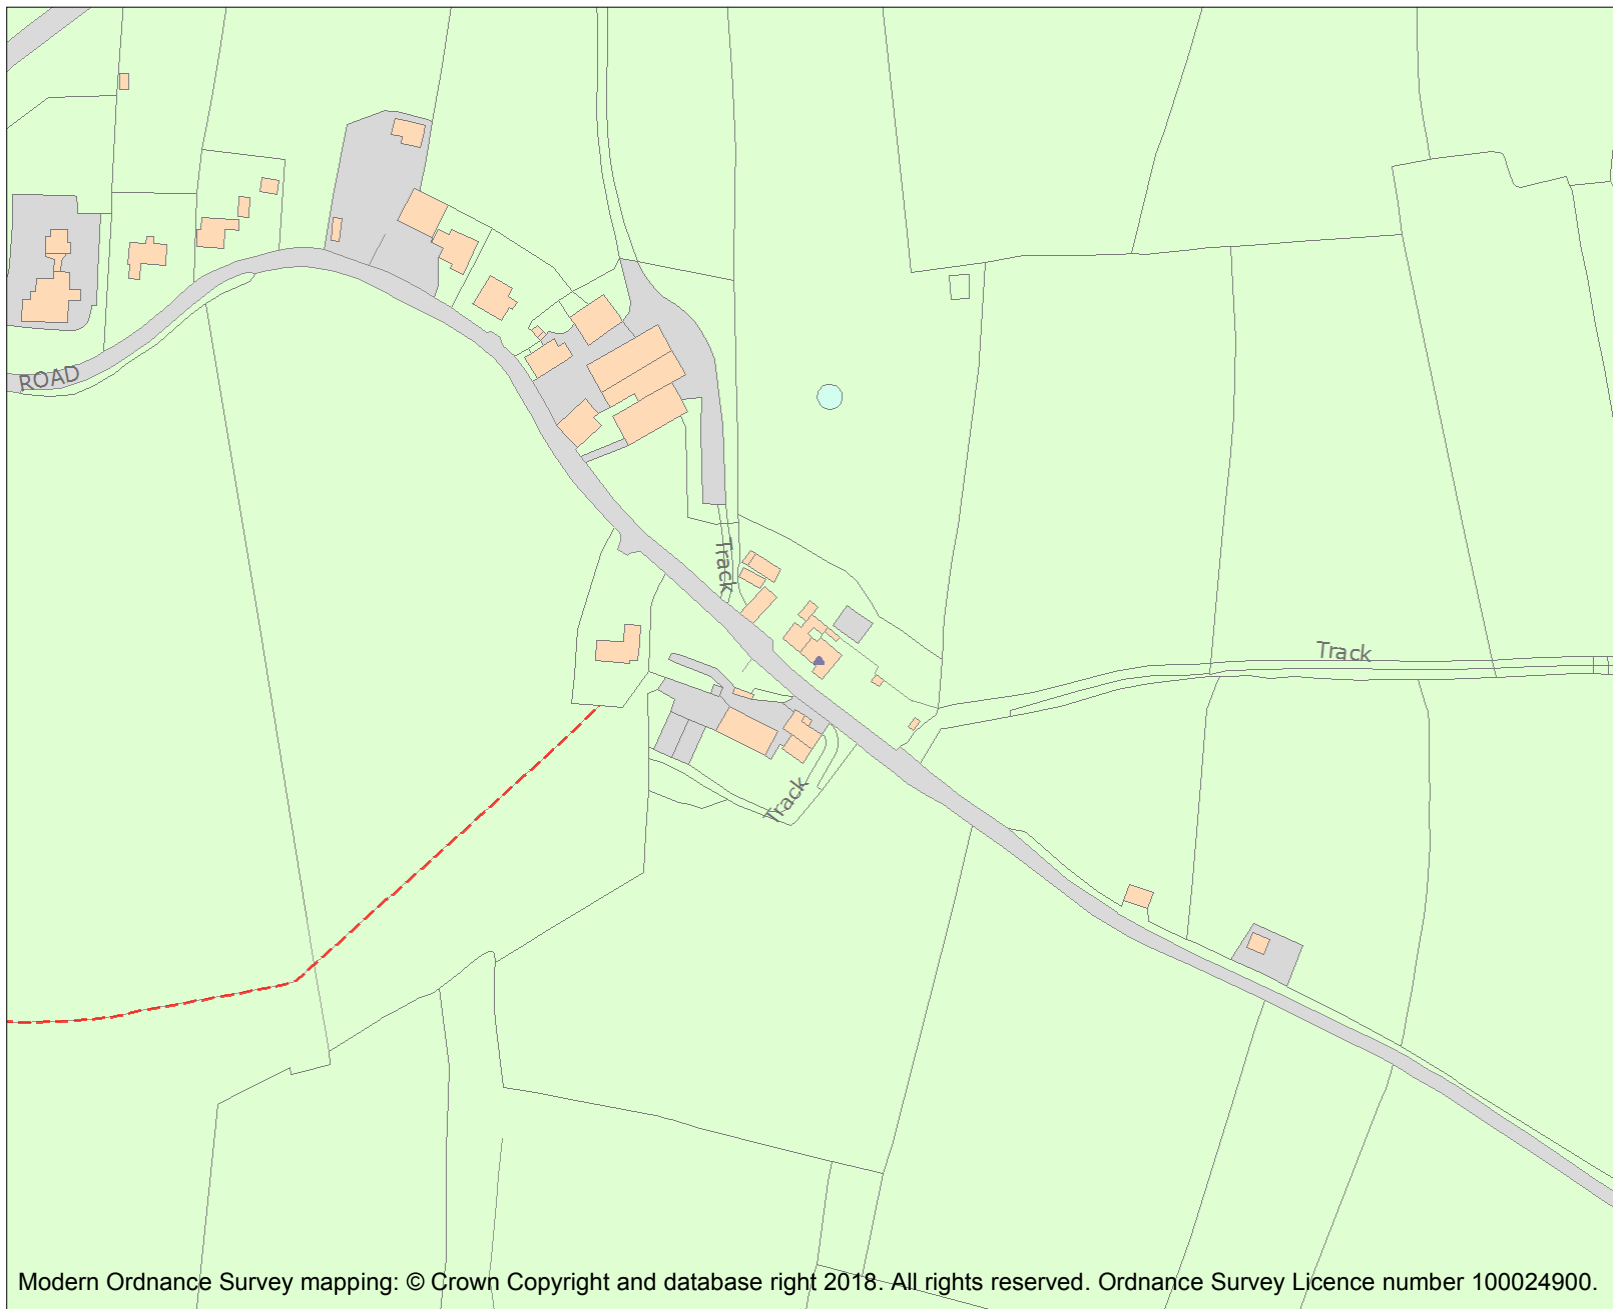 ROAD
Track
Track
Track
Modern Ordnance Survey mapping: © Crown Copyright and database right 2018. All rights reserved. Ordnance Survey Licence number 100024900.